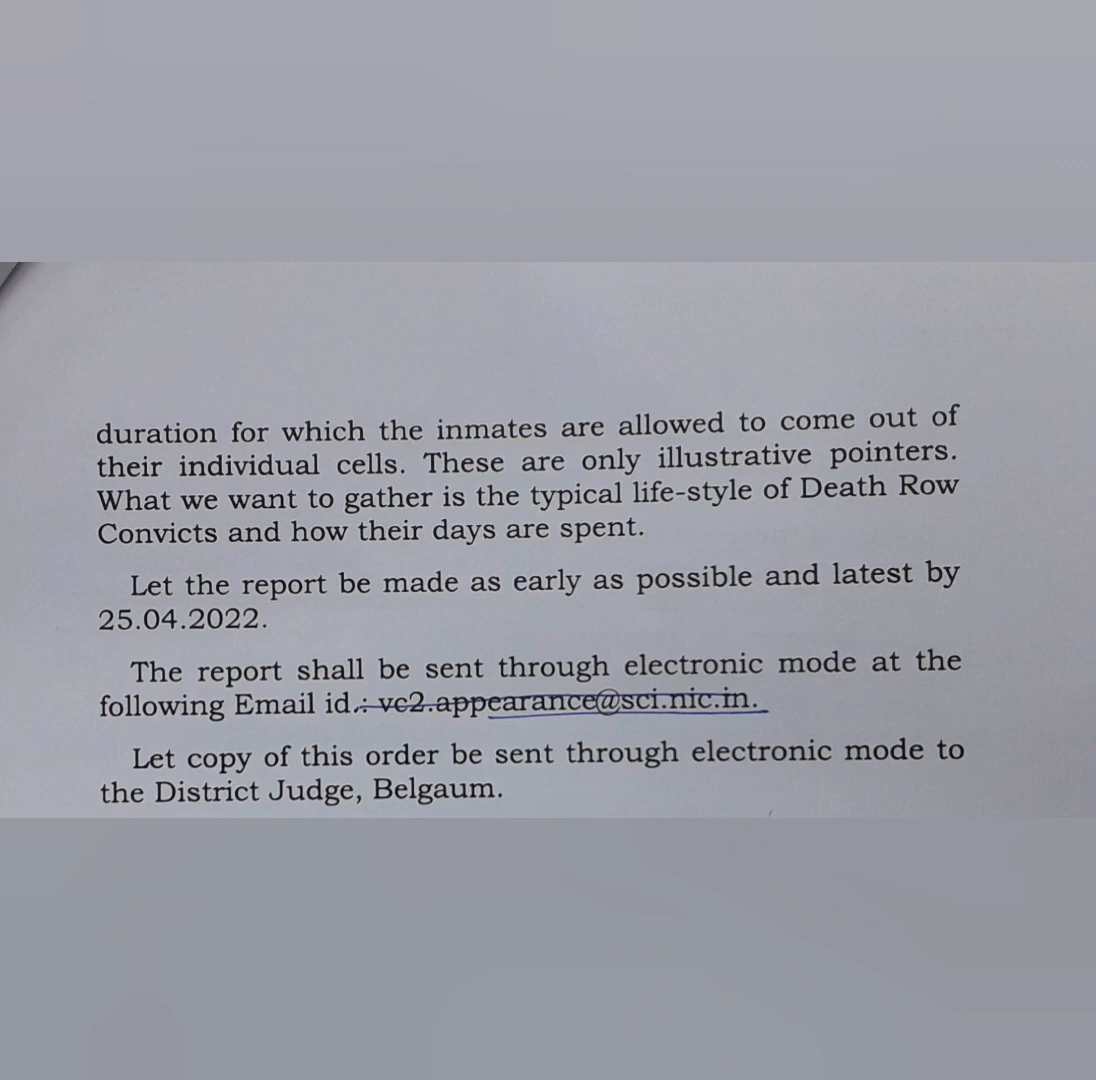 duration for which the inmates are allowed to come out of
their individual cells. These are only illustrative pointers.
What we want to gather is the typical life-style of Death Row
Convicts and how their days are spent.
Let the report be made as early as possible and latest by
25.04.2022.
The report shall be sent through electronic mode at the
following Email id.: vc2.appearance@sci.nic.in.
Let copy of this order be sent through electronic mode to
the District Judge, Belgaum.